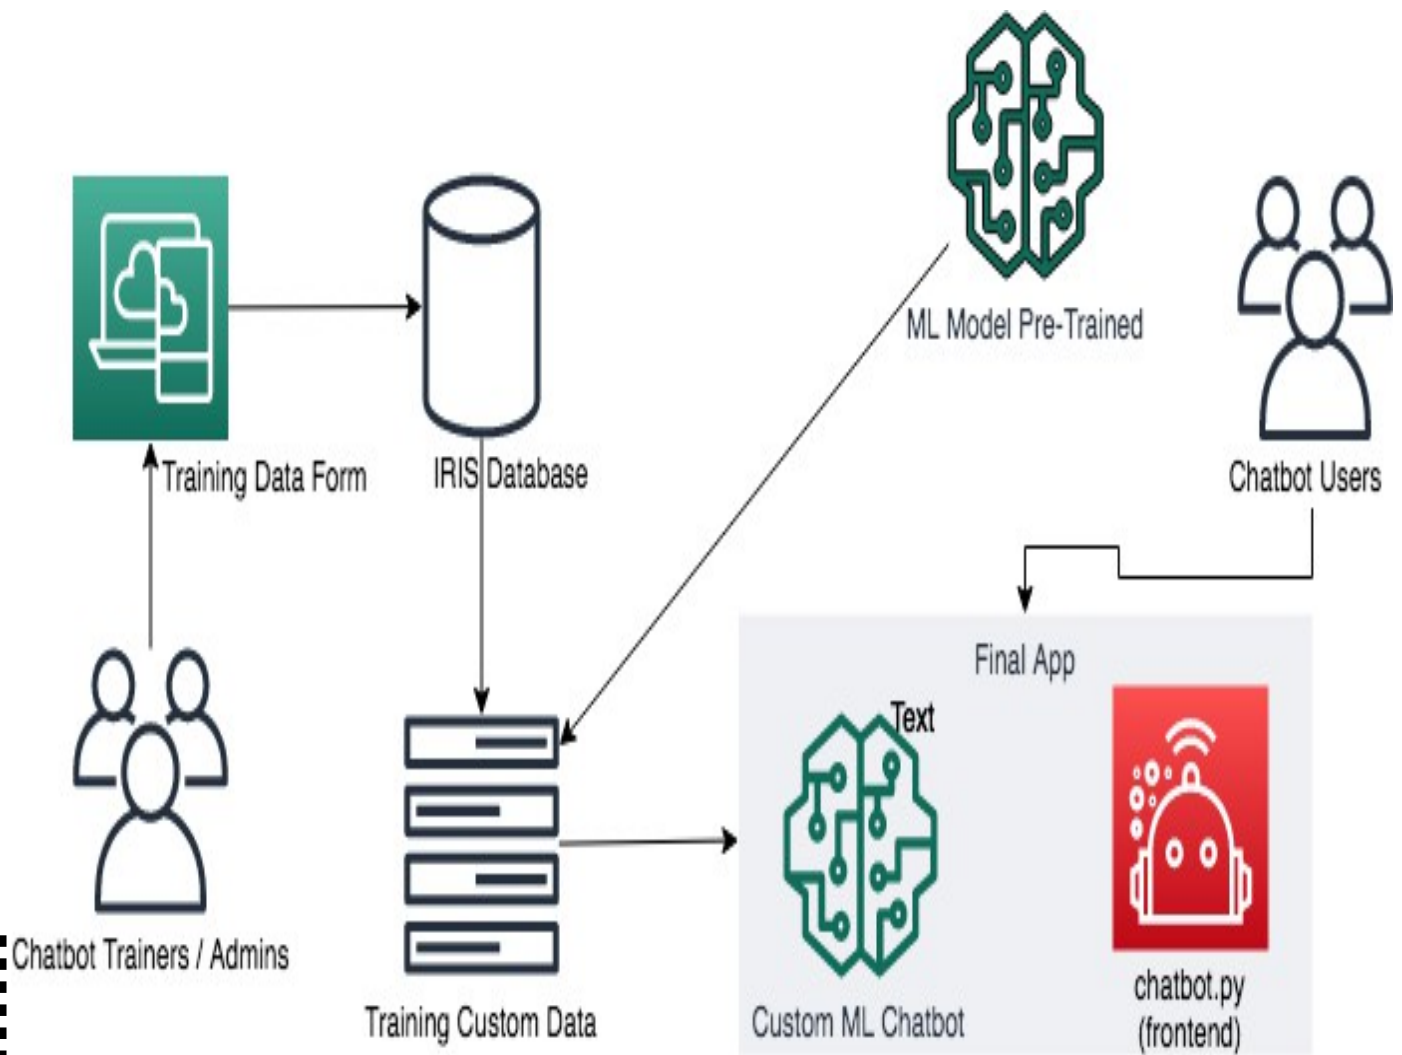 ML Model Pre-Trained
Training Data Form
IRIS Database
Chatbot Users
Final App
Text
Chatbot Trainers / Admins
Training Custom Data
Custom ML Chatbot
chatbot.py
(frontend)